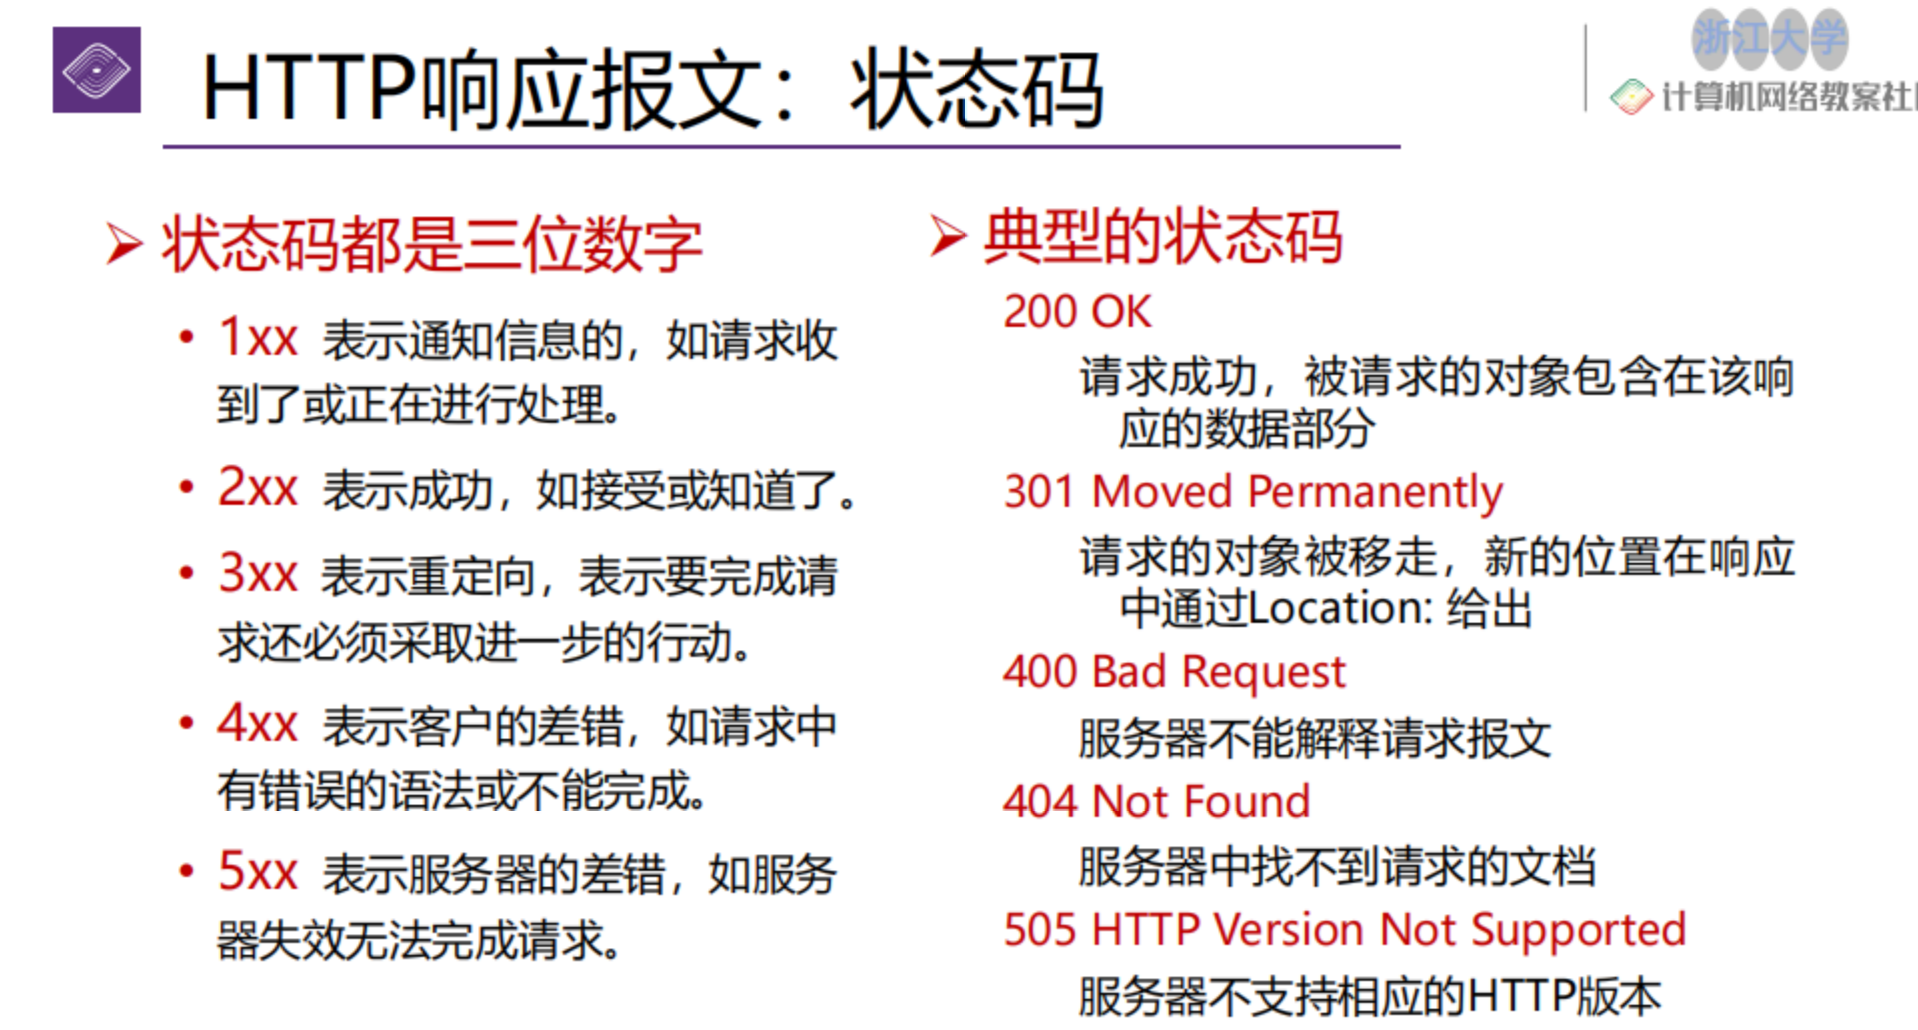 HTTP响应报文：状态码
浙江大学
计算机网络教案社
状态码都是三位数字
1xx 表示通知信息的，如请求收
到了或正在进行处理。
2xx 表示成功，如接受或知道了。
3xx 表示重定向，表示要完成请
求还必须采取进一步的行动。
4xx 表示客户的差错，如请求中
有错误的语法或不能完成。
5xx 表示服务器的差错，如服务
器失效无法完成请求。
典型的状态码
200 OK
请求成功，被请求的对象包含在该响
应的数据部分
301 Moved Permanently
请求的对象被移走，新的位置在响应
中通过Location: 给出
400 Bad Request
服务器不能解释请求报文
404 Not Found
服务器中找不到请求的文档
505 HTTP Version Not Supported
服务器不支持相应的HTTP版本